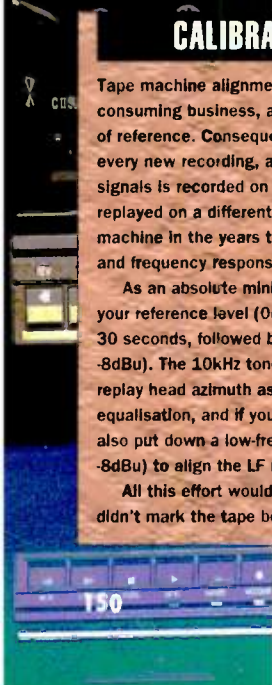 CALIBRA
Tape machine alignme
consuming business, a
of reference. Conseque
every new recording, a
signals is recorded on
replayed on a different
machine in the years t
and frequency respons
As an absolute mini
your reference level (0
30 seconds, followed b
-8dBu). The 10kHz ton
replay head azimuth as
equalisation, and if you
also put down a low-fre
-8dBu) to align the LF
All this effort would
didn't mark the tape be
150